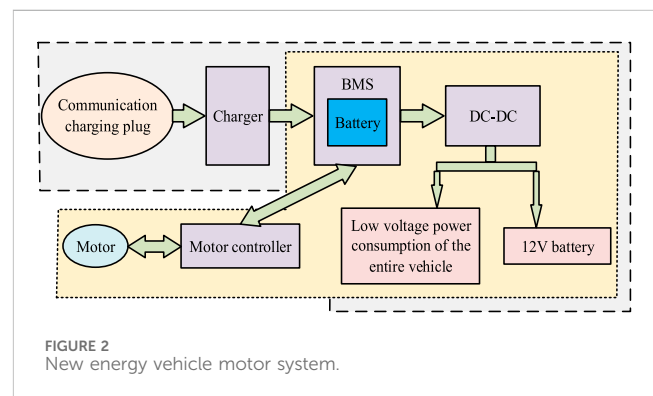 Communication
charging plug
Charger
BMS
Battery
DC-DC
Motor
Motor controller
Low voltage power
consumption of the
entire vehicle
12V battery
FIGURE 2
New energy vehicle motor system.